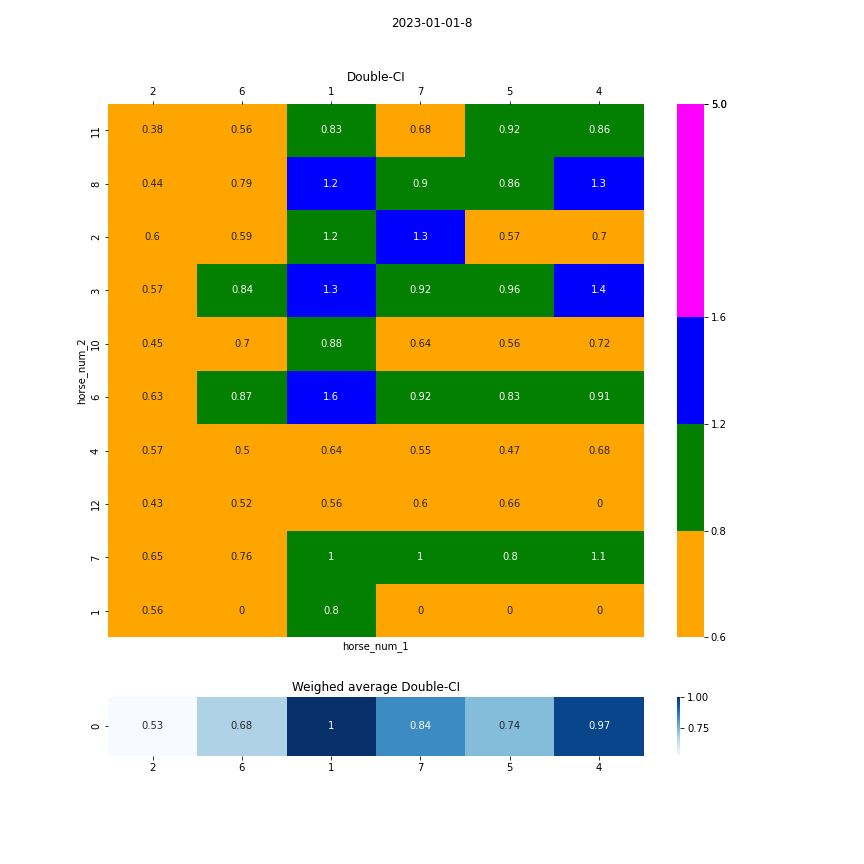 2023-01-01-8
Double-CI
2 6 1 7 5 4
11 0.38 0.56 0.83 0.68 0.92 0.86
8 0.44 0.79 1.2 0.9 0.86 1.3
2 0.6 0.59 1.2 1.3 0.57 0.7
3 0.57 0.84 1.3 0.92 0.96 1.4
10 0.45 0.7 0.88 0.64 0.56 0.72
6 0.63 0.87 1.6 0.92 0.83 0.91
4 0.57 0.5 0.64 0.55 0.47 0.68
12 0.43 0.52 0.56 0.6 0.66 0
7 0.65 0.76 1 1 0.8 1.1
1 0.56 0 0.8 0 0 0
horse_num_2
horse_num_1
5.0
1.6
1.2
0.8
0.6
Weighed average Double-CI
0 0.53 0.68 1 0.84 0.74 0.97
2 6 1 7 5 4
1.00
0.75